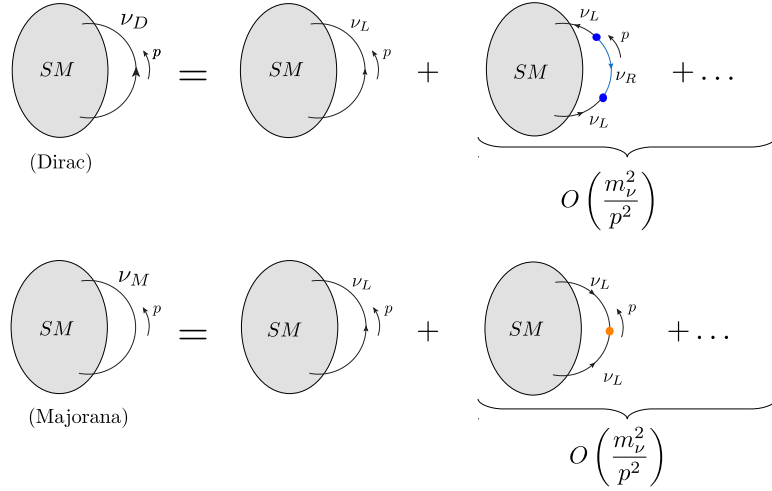 ν_D ν_L ν_L
p p p
SM = SM + SM + ...
ν_R
ν_L
(Dirac)
O(m_ν^2/p^2)
ν_M ν_L ν_L
p p p
SM = SM + SM + ...
ν_L
(Majorana)
O(m_ν^2/p^2)